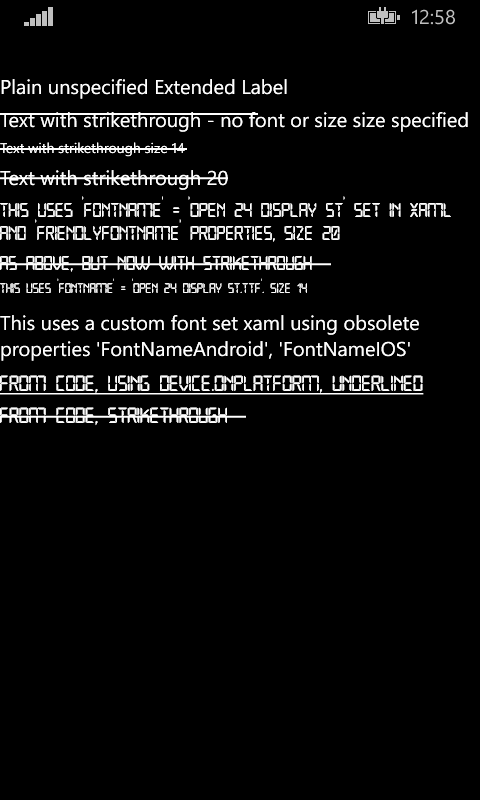 12:58
Plain unspecified Extended Label
Text with strikethrough - no font or size size specified
Text with strikethrough size 14
Text with strikethrough 20
THIS USES 'FONTNAME' = 'OPEN 24 DISPLAY ST' SET IN XAML
AND 'FRIENDLYFONTNAME' PROPERTIES, SIZE 20
AS ABOVE, BUT NOW WITH STRIKETHROUGH
THIS USES 'FONTNAME' = 'OPEN 24 DISPLAY ST.TTF'. SIZE 14
This uses a custom font set xaml using obsolete
properties 'FontNameAndroid', 'FontNameIOS'
FROM CODE, USING DEVICE.ONPLATFORM, UNDERLINED
FROM CODE, STRIKETHROUGH